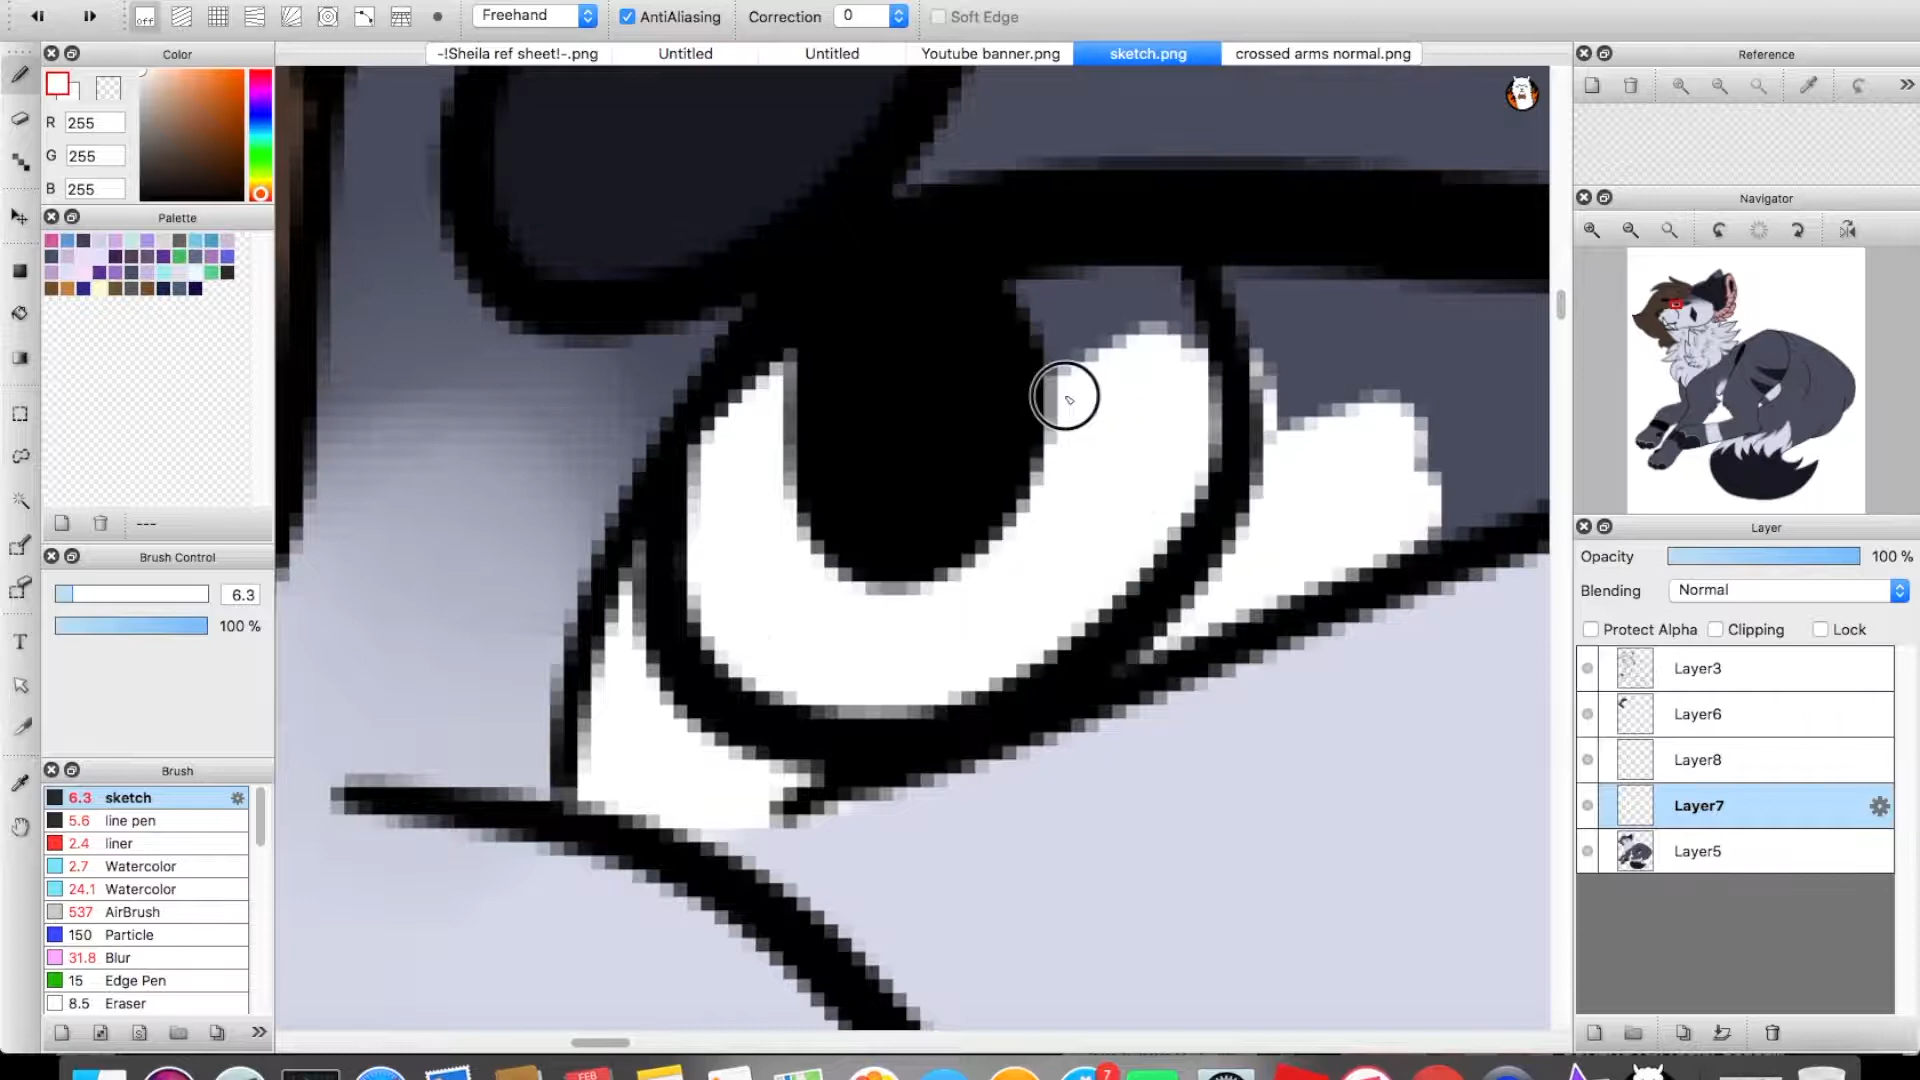 off
Freehand
AntiAliasing
Correction
0
Soft Edge
Color
~!Sheila ref sheet!~.png
Untitled
Untitled
Youtube banner.png
sketch.png
crossed arms normal.png
Reference
R 255
G 255
B 255
Palette
Navigator
---
Brush Control
6.3
100 %
Layer
Opacity
100 %
Blending
Normal
Protect Alpha
Clipping
Lock
Layer3
Layer6
Layer8
Layer7
Layer5
Brush
6.3 sketch
5.6 line pen
2.4 liner
2.7 Watercolor
24.1 Watercolor
537 AirBrush
150 Particle
31.8 Blur
15 Edge Pen
8.5 Eraser
T
S
FEB
7